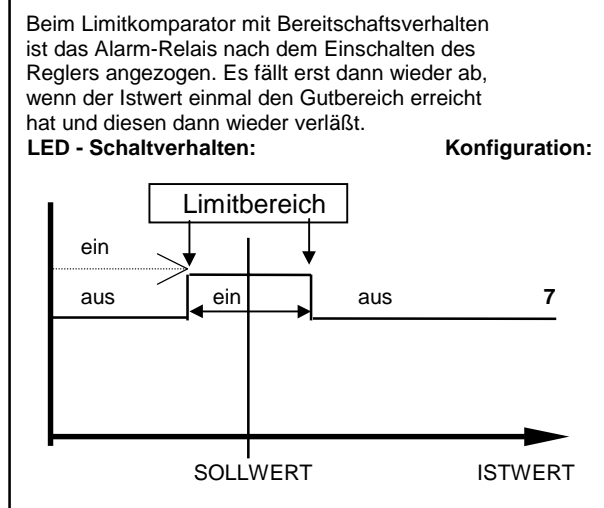 Beim Limitkomparator mit Bereitschaftsverhalten
ist das Alarm-Relais nach dem Einschalten des
Reglers angezogen. Es fällt erst dann wieder ab,
wenn der Istwert einmal den Gutbereich erreicht
hat und diesen dann wieder verläßt.
LED - Schaltverhalten: Konfiguration:
Limitbereich
ein
aus ein aus 7
SOLLWERT ISTWERT